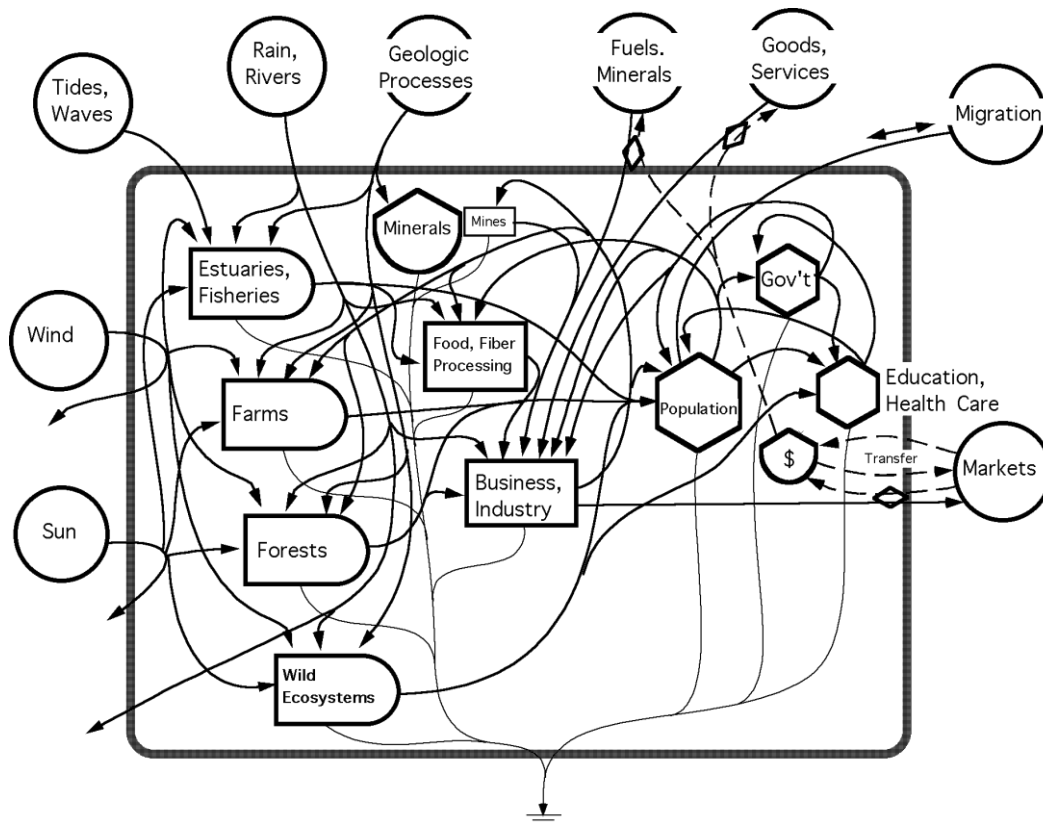 Tides,
Waves
Rain,
Rivers
Geologic
Processes
Fuels.
Minerals
Goods,
Services
Migration
Minerals
Mines
Estuaries,
Fisheries
Gov't
Wind
Food, Fiber
Processing
Farms
Population
Education,
Health Care
$
Transfer
Markets
Business,
Industry
Sun
Forests
Wild
Ecosystems